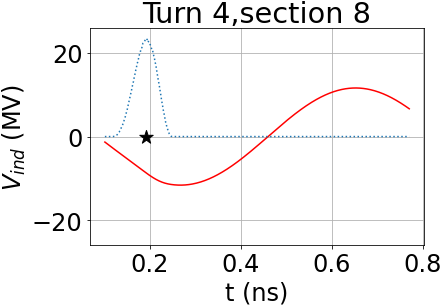 Turn 4,section 8
V_ind (MV)
20
0
−20
0.2 0.4 0.6 0.8
t (ns)